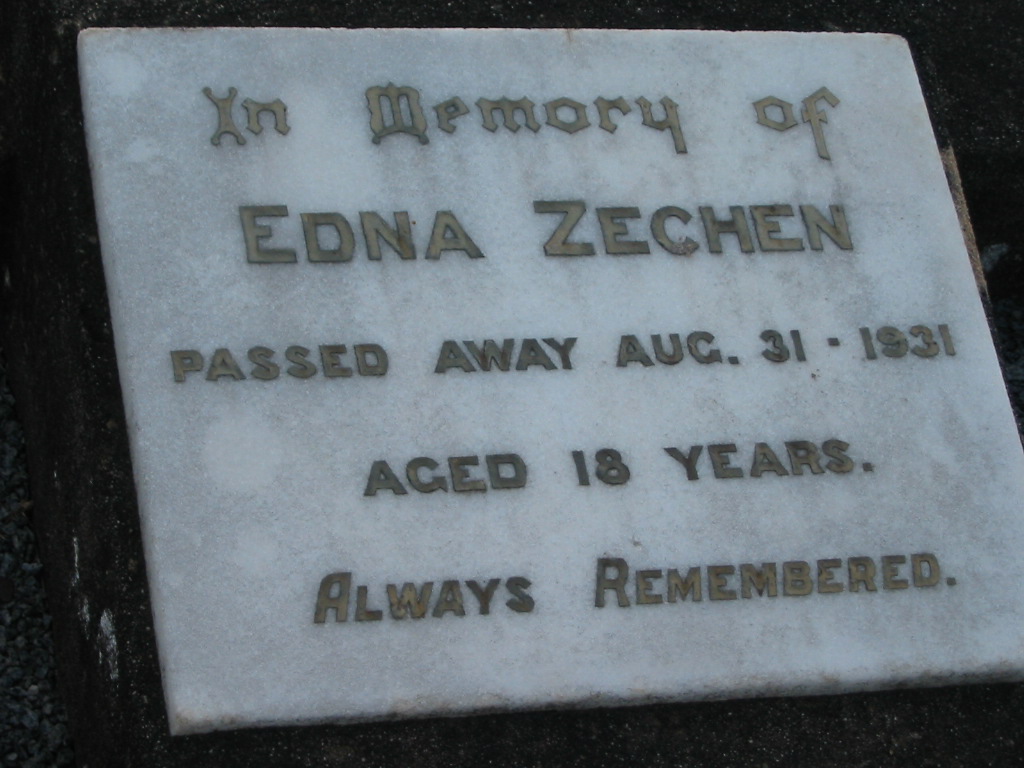 In Memory of
EDNA ZECHEN
PASSED AWAY AUG. 31 · 1931
AGED 18 YEARS.
ALWAYS REMEMBERED.